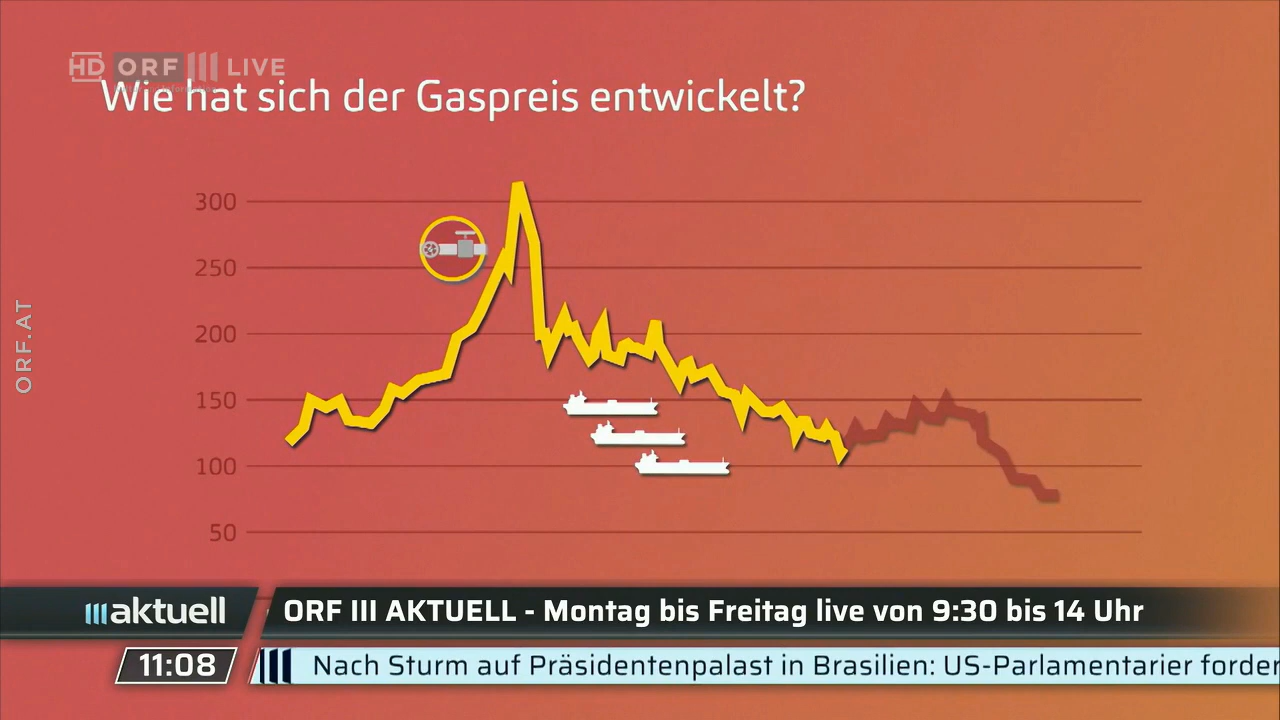 HD ORF III LIVE
Wie hat sich der Gaspreis entwickelt?
300
250
200
150
100
50
ORF.AT
aktuell
ORF III AKTUELL - Montag bis Freitag live von 9:30 bis 14 Uhr
11:08
Nach Sturm auf Präsidentenpalast in Brasilien: US-Parlamentarier forder